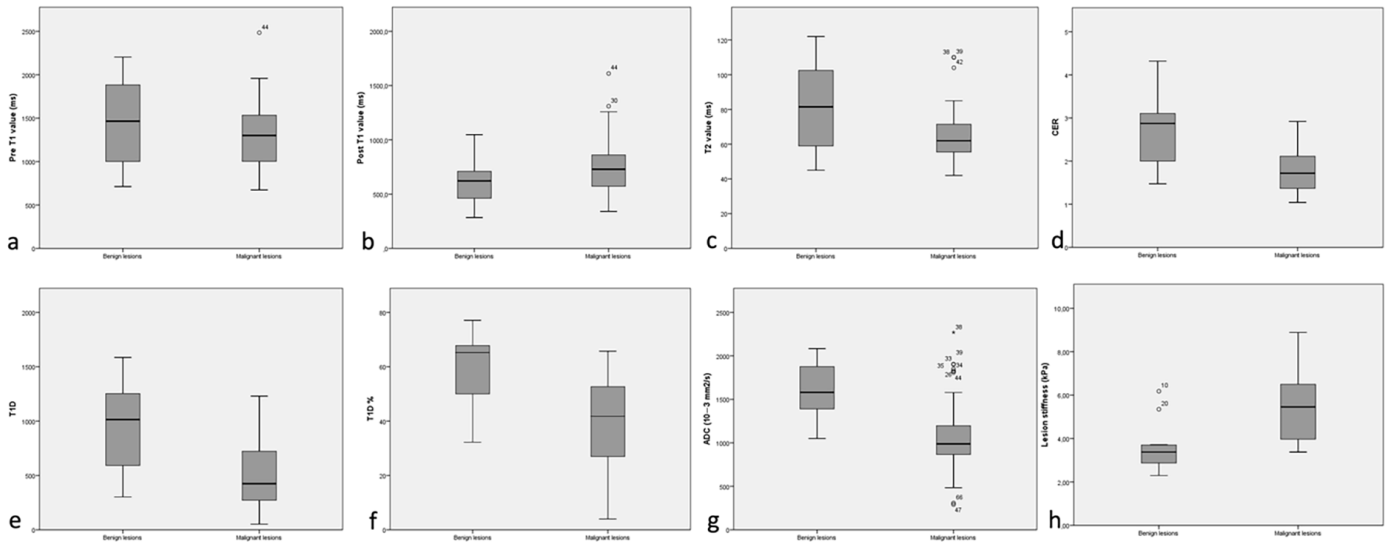 2500
2000
1500
1000
500
0
Pre T1 value (ms)
44
Benign lesions
Malignant lesions
a
2000,0
1500,0
1000,0
500,0
,0
Post T1 value (ms)
44
30
Benign lesions
Malignant lesions
b
120
100
80
60
40
20
0
T2 value (ms)
38 39
42
Benign lesions
Malignant lesions
c
5
4
3
2
1
0
CER
Benign lesions
Malignant lesions
d
2000
1500
1000
500
0
T1D
Benign lesions
Malignant lesions
e
80
60
40
20
0
T1D %
Benign lesions
Malignant lesions
f
2500
2000
1500
1000
500
0
ADC (10–3 mm2/s)
38
39
33
35 34
44
66
47
Benign lesions
Malignant lesions
g
10,00
8,00
6,00
4,00
2,00
,00
Lesion stiffness (kPa)
10
20
Benign lesions
Malignant lesions
h